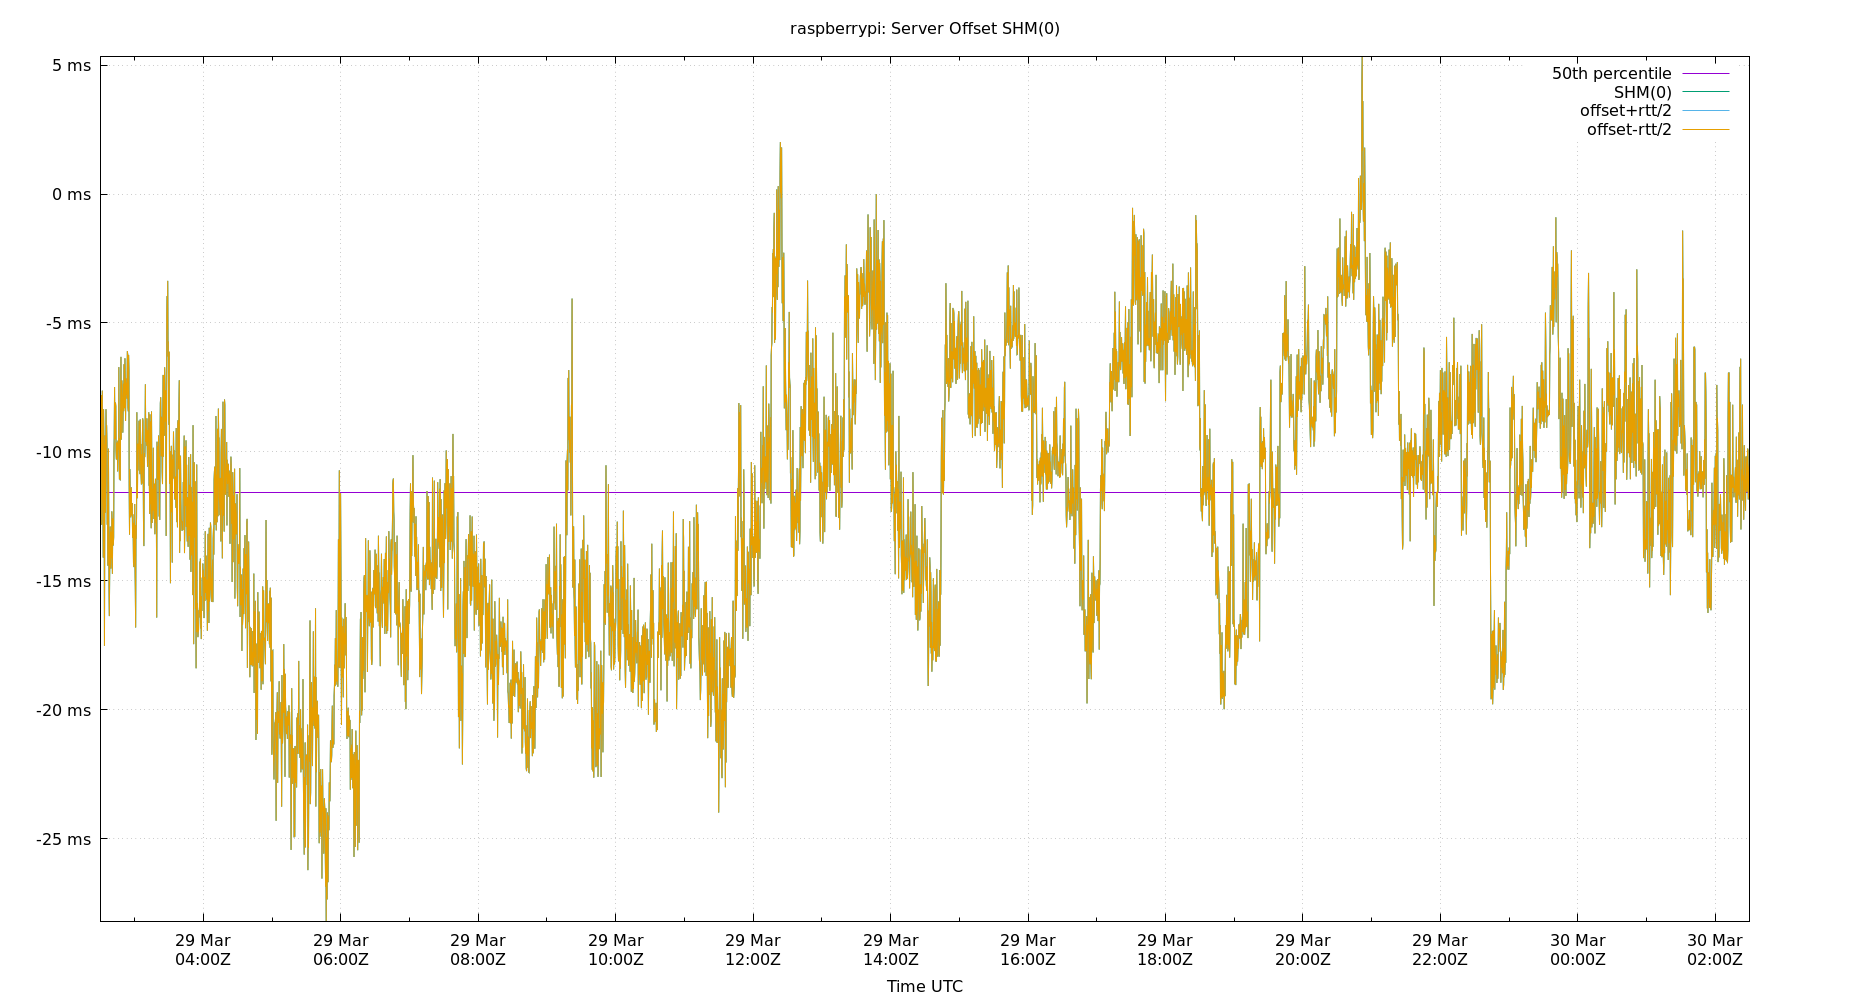 raspberrypi: Server Offset SHM(0)
5 ms
0 ms
-5 ms
-10 ms
-15 ms
-20 ms
-25 ms
50th percentile
SHM(0)
offset+rtt/2
offset-rtt/2
29 Mar 29 Mar 29 Mar 29 Mar 29 Mar 29 Mar 29 Mar 29 Mar 29 Mar 29 Mar 30 Mar 30 Mar
04:00Z 06:00Z 08:00Z 10:00Z 12:00Z 14:00Z 16:00Z 18:00Z 20:00Z 22:00Z 00:00Z 02:00Z
Time UTC